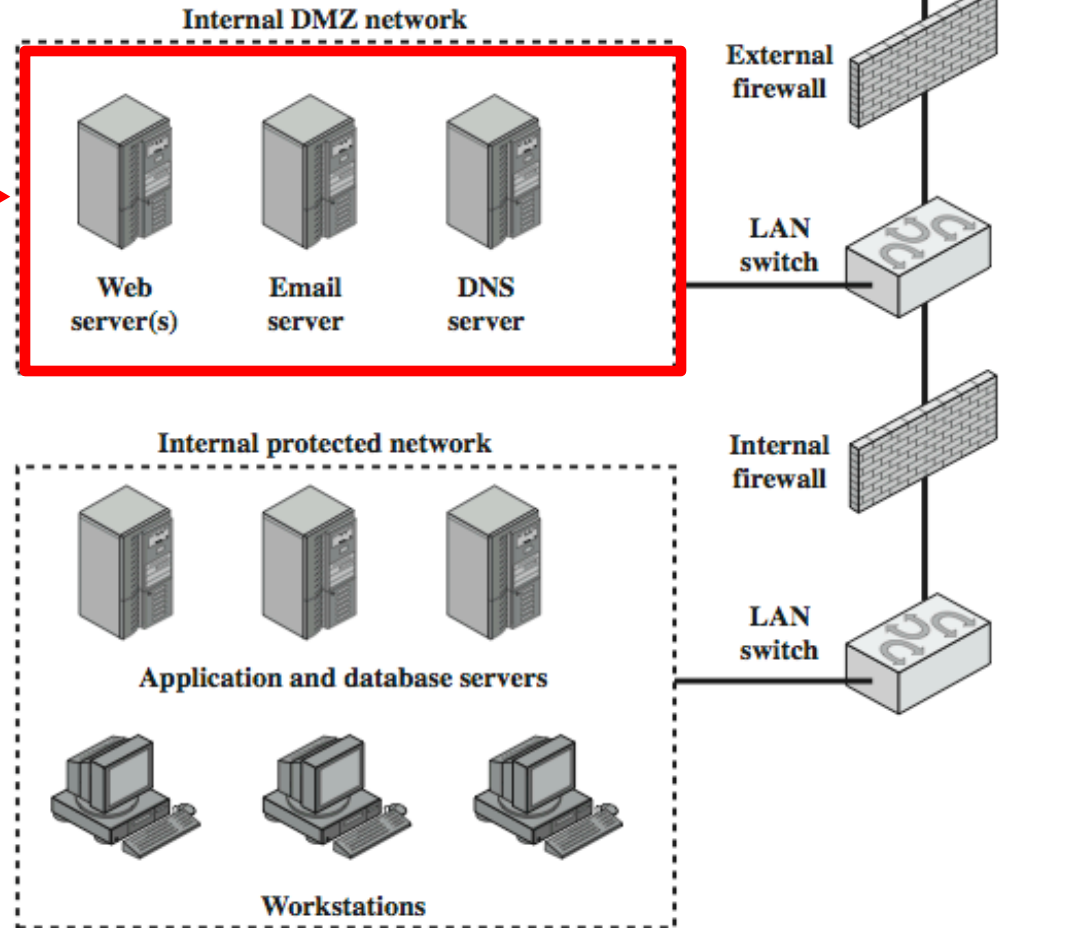 Internal DMZ network
External
firewall
Web
server(s)
Email
server
DNS
server
LAN
switch
Internal protected network
Internal
firewall
Application and database servers
LAN
switch
Workstations